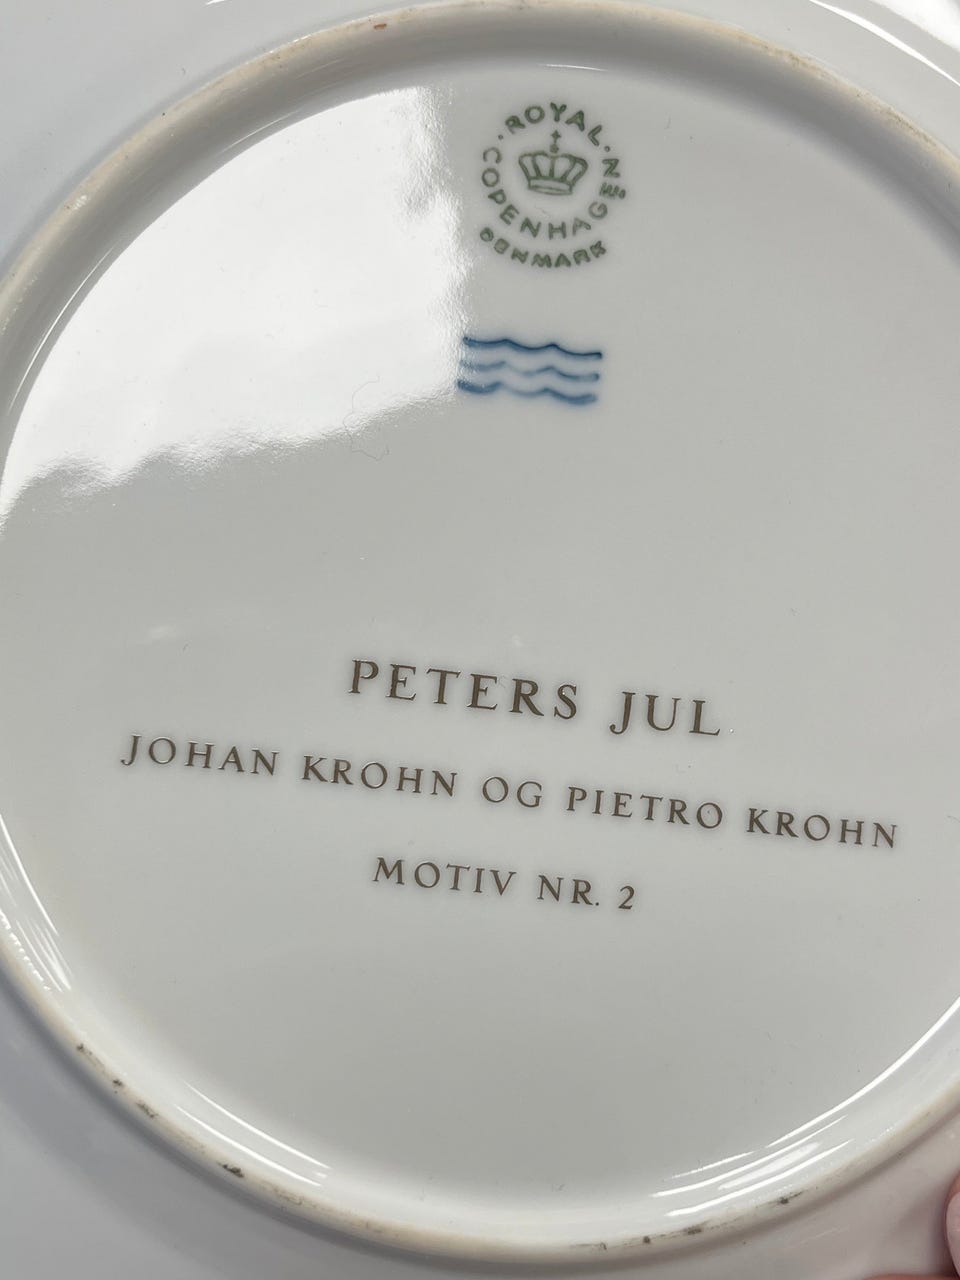 ROYAL COPENHAGEN
DENMARK
PETERS JUL
JOHAN KROHN OG PIETRO KROHN
MOTIV NR. 2